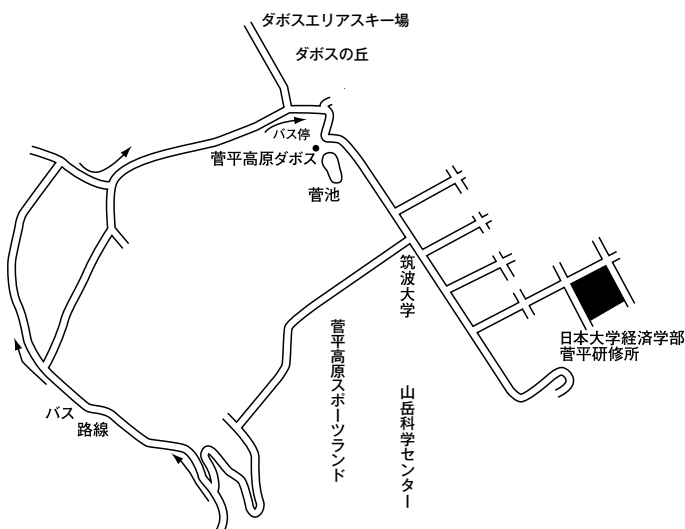 ダボスエリアスキー場
ダボスの丘
バス停
菅平高原ダボス
菅池
筑波大学
菅平高原スポーツランド
山岳科学センター
日本大学経済学部
菅平研修所
バス
路線